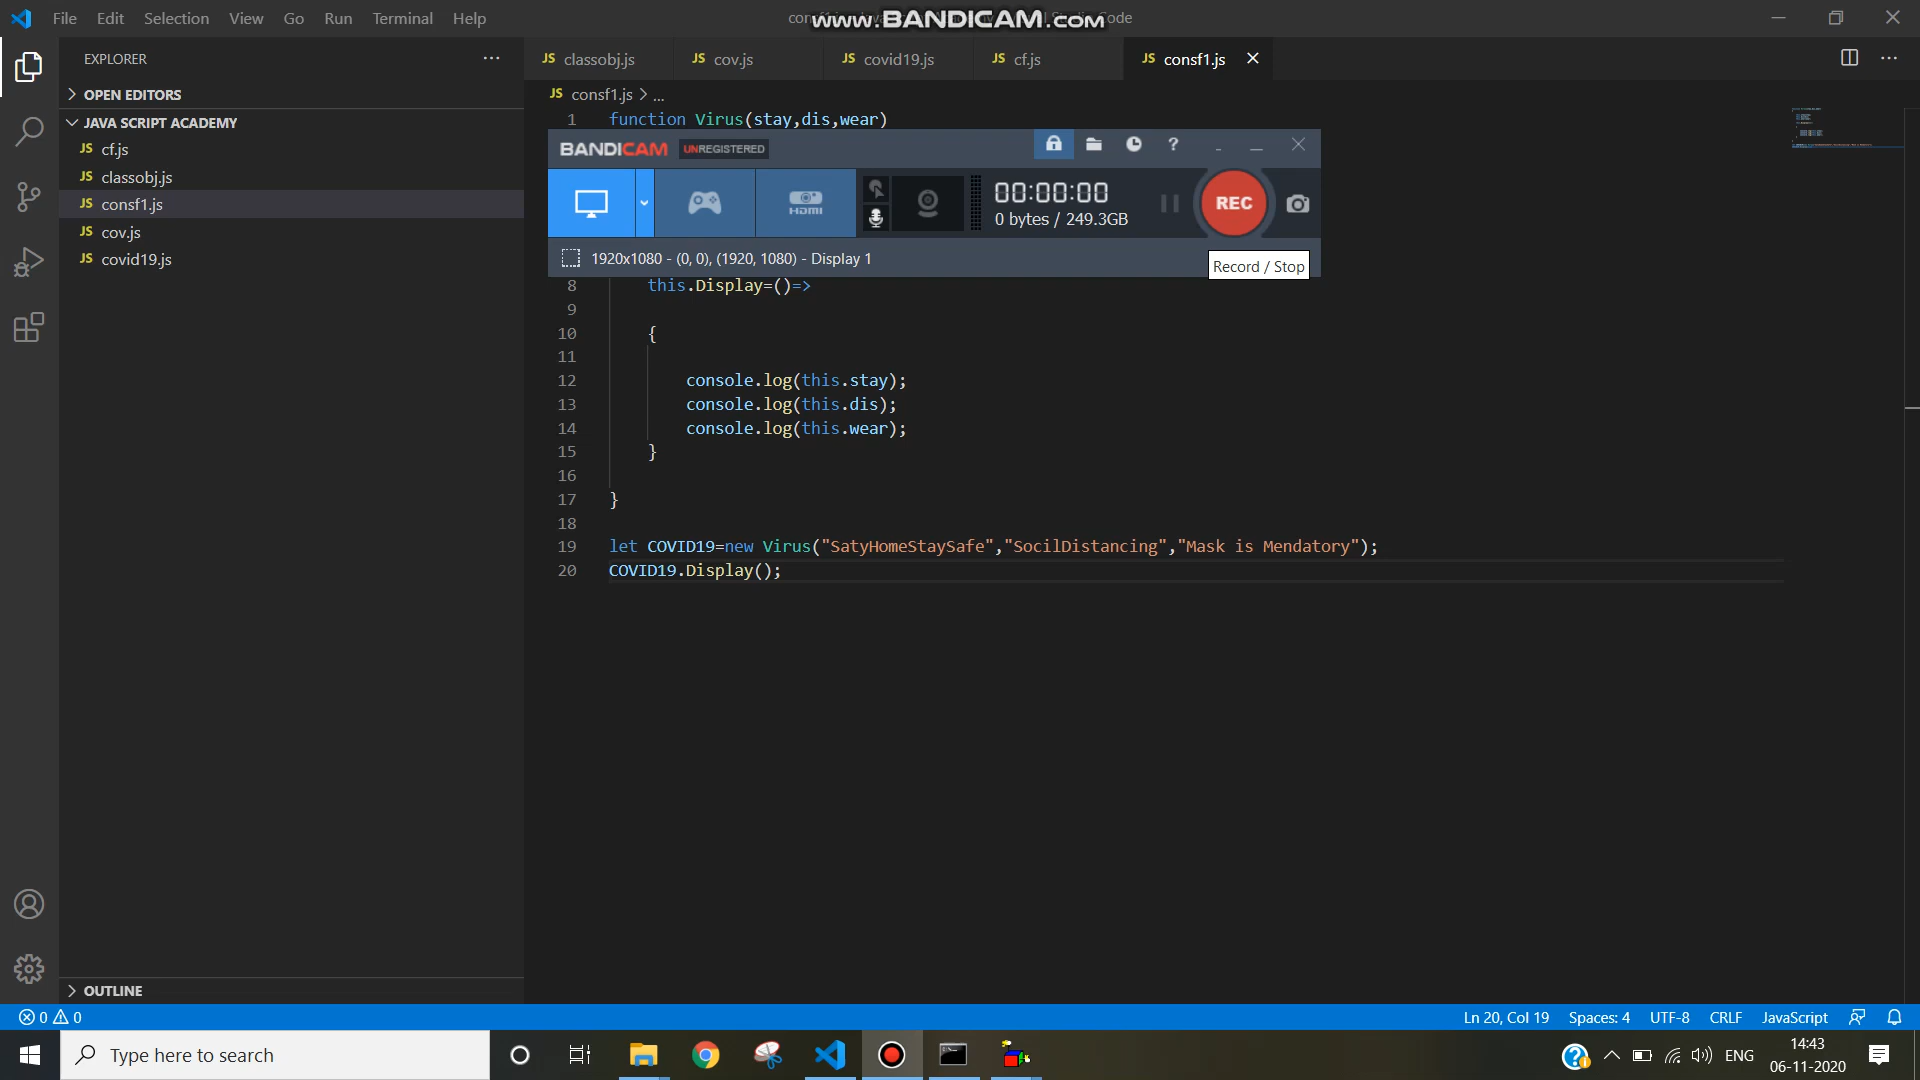 File Edit Selection View Go Run Terminal Help
www.BANDICAM.com
Code
EXPLORER
JS classobj.js JS cov.js JS covid19.js JS cf.js JS consf1.js
OPEN EDITORS
JS consf1.js > ...
JAVA SCRIPT ACADEMY
JS cf.js
JS classobj.js
JS consf1.js
JS cov.js
JS covid19.js
1 function Virus(stay,dis,wear)
BANDICAM UNREGISTERED
?
HDMI
00:00:00
0 bytes / 249.3GB
REC
1920x1080 - (0, 0), (1920, 1080) - Display 1
Record / Stop
8 this.Display=()=>
9
10 {
11
12 console.log(this.stay);
13 console.log(this.dis);
14 console.log(this.wear);
15 }
16
17 }
18
19 let COVID19=new Virus("SatyHomeStaySafe","SocilDistancing","Mask is Mendatory");
20 COVID19.Display();
OUTLINE
0 0
Ln 20, Col 19 Spaces: 4 UTF-8 CRLF JavaScript
Type here to search
ENG
14:43
06-11-2020